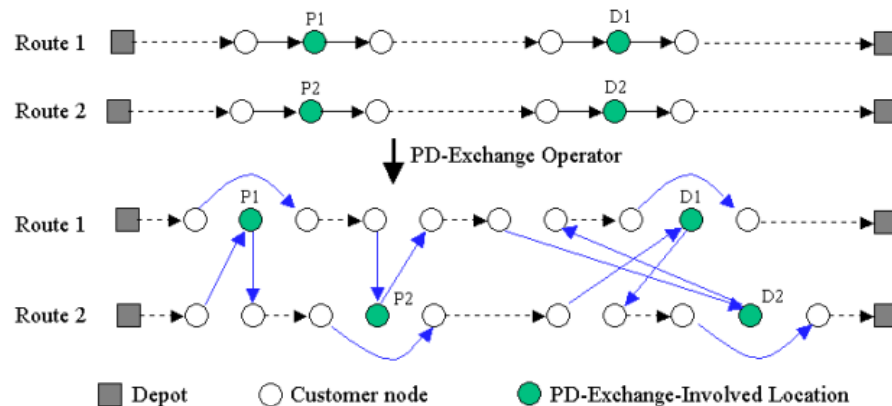 P1 D1
Route 1
P2 D2
Route 2
PD-Exchange Operator
P1 D1
Route 1
P2 D2
Route 2
Depot Customer node PD-Exchange-Involved Location